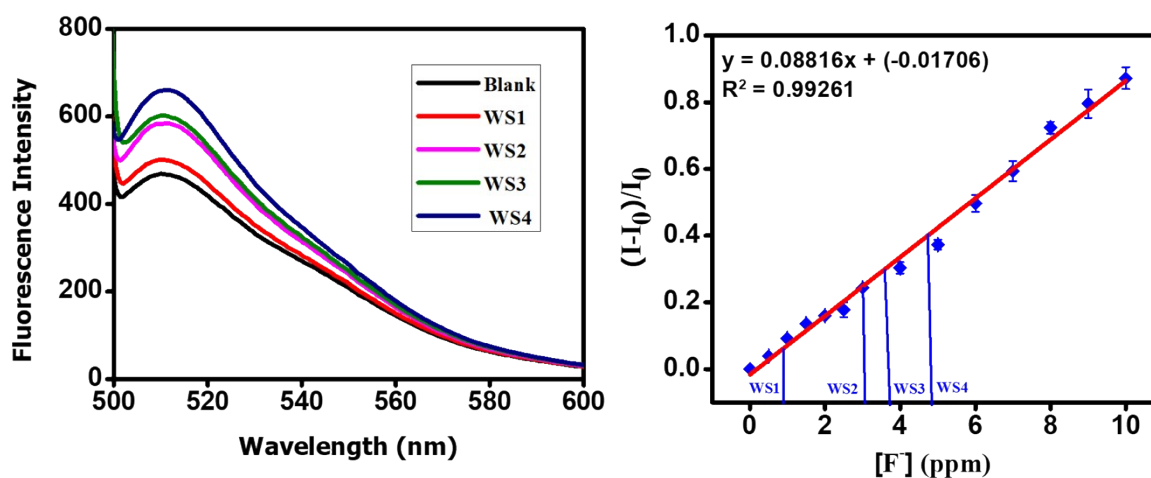 800
600
400
200
0
500 520 540 560 580 600
Fluorescence Intensity
Wavelength (nm)
Blank
WS1
WS2
WS3
WS4
1.0
0.8
0.6
0.4
0.2
0.0
0 2 4 6 8 10
(I-I₀)/I₀
[F⁻] (ppm)
y = 0.08816x + (-0.01706)
R² = 0.99261
WS1 WS2 WS3 WS4